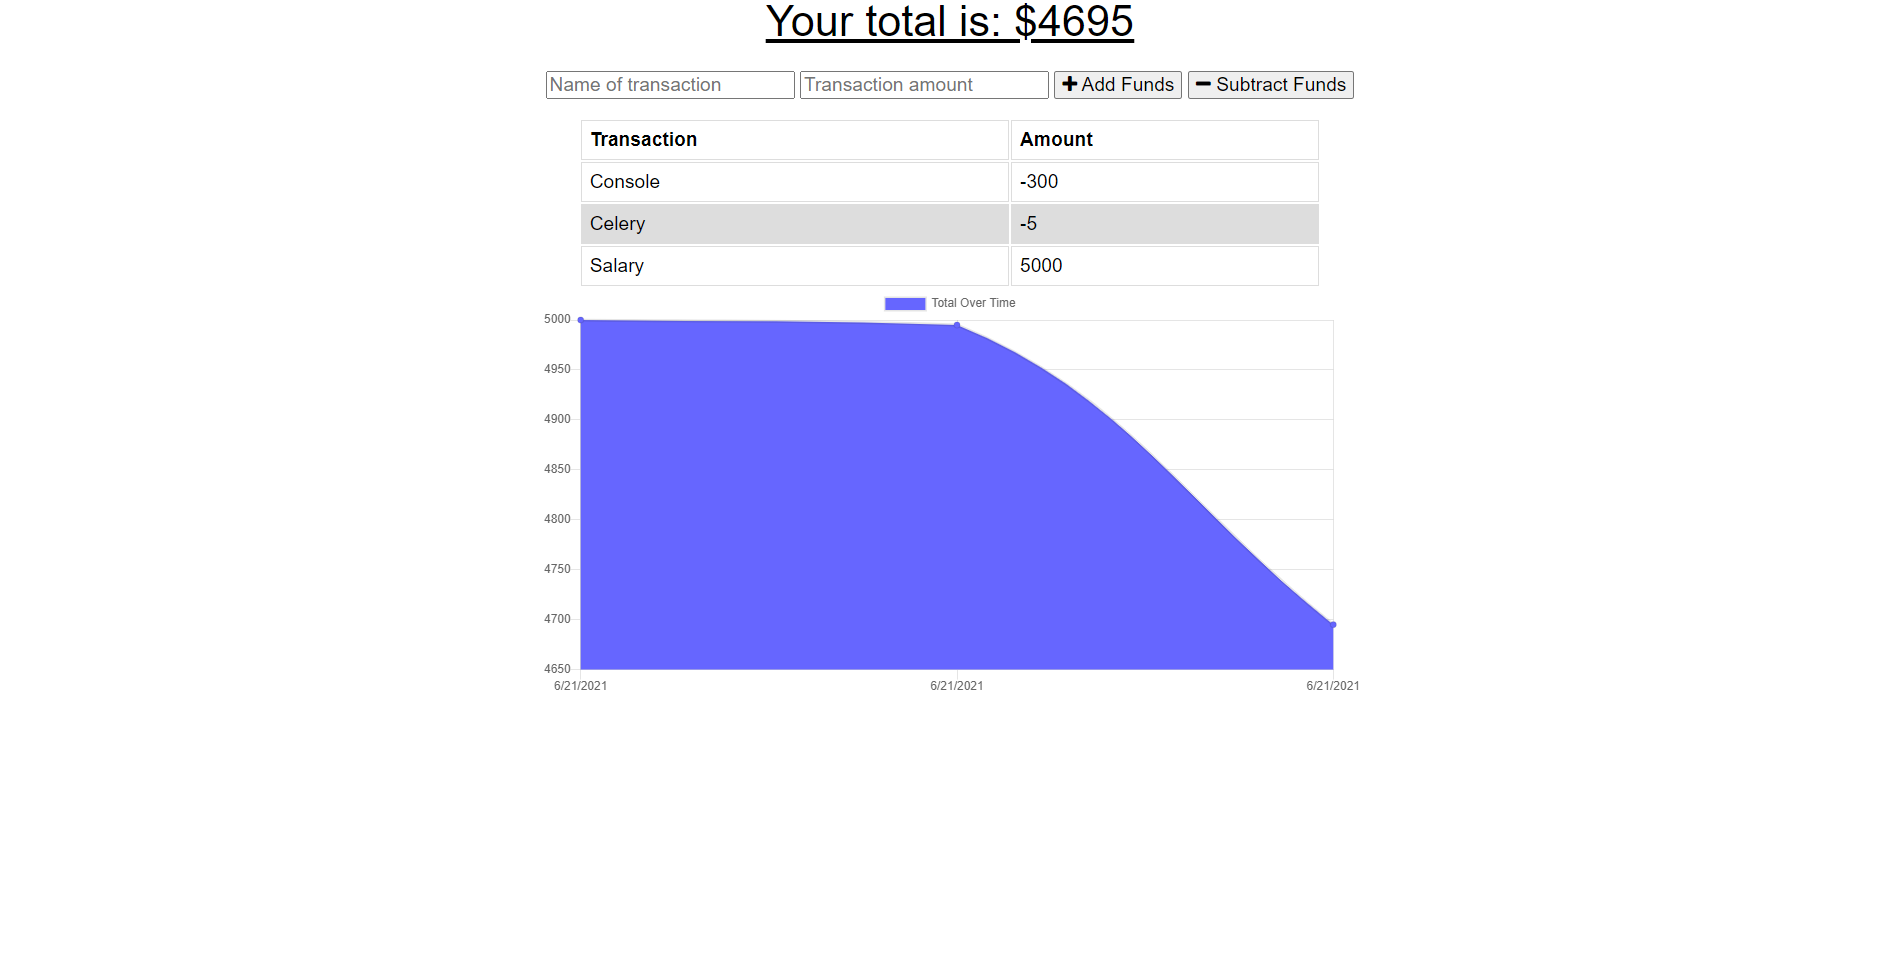 Your total is: $4695
Name of transaction Transaction amount Add Funds Subtract Funds
Transaction Amount
Console -300
Celery -5
Salary 5000
Total Over Time
5000
4950
4900
4850
4800
4750
4700
4650
6/21/2021 6/21/2021 6/21/2021